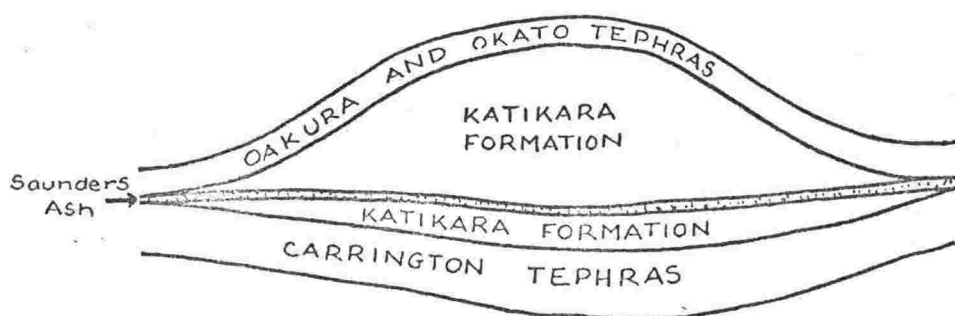 OAKURA AND OKATO TEPHRAS
KATIKARA
FORMATION
Saunders
Ash
KATIKARA FORMATION
CARRINGTON TEPHRAS